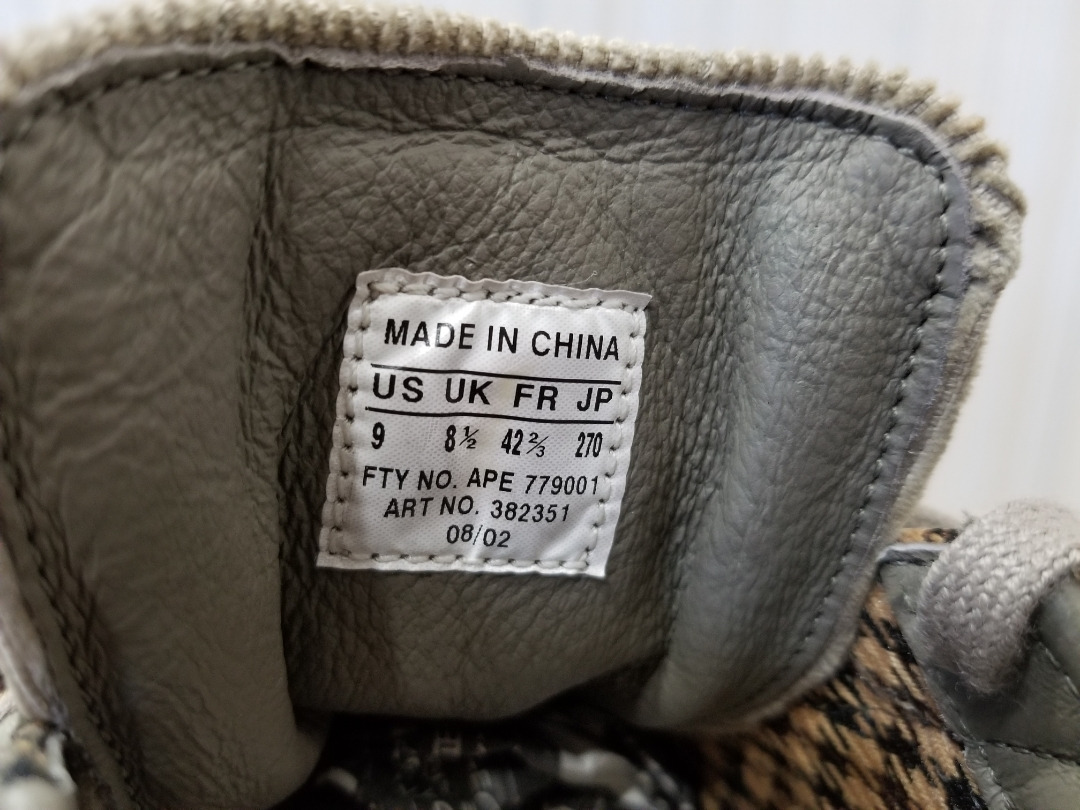 MADE IN CHINA
US UK FR JP
9 8½ 42⅔ 270
FTY NO. APE 779001
ART NO. 382351
08/02